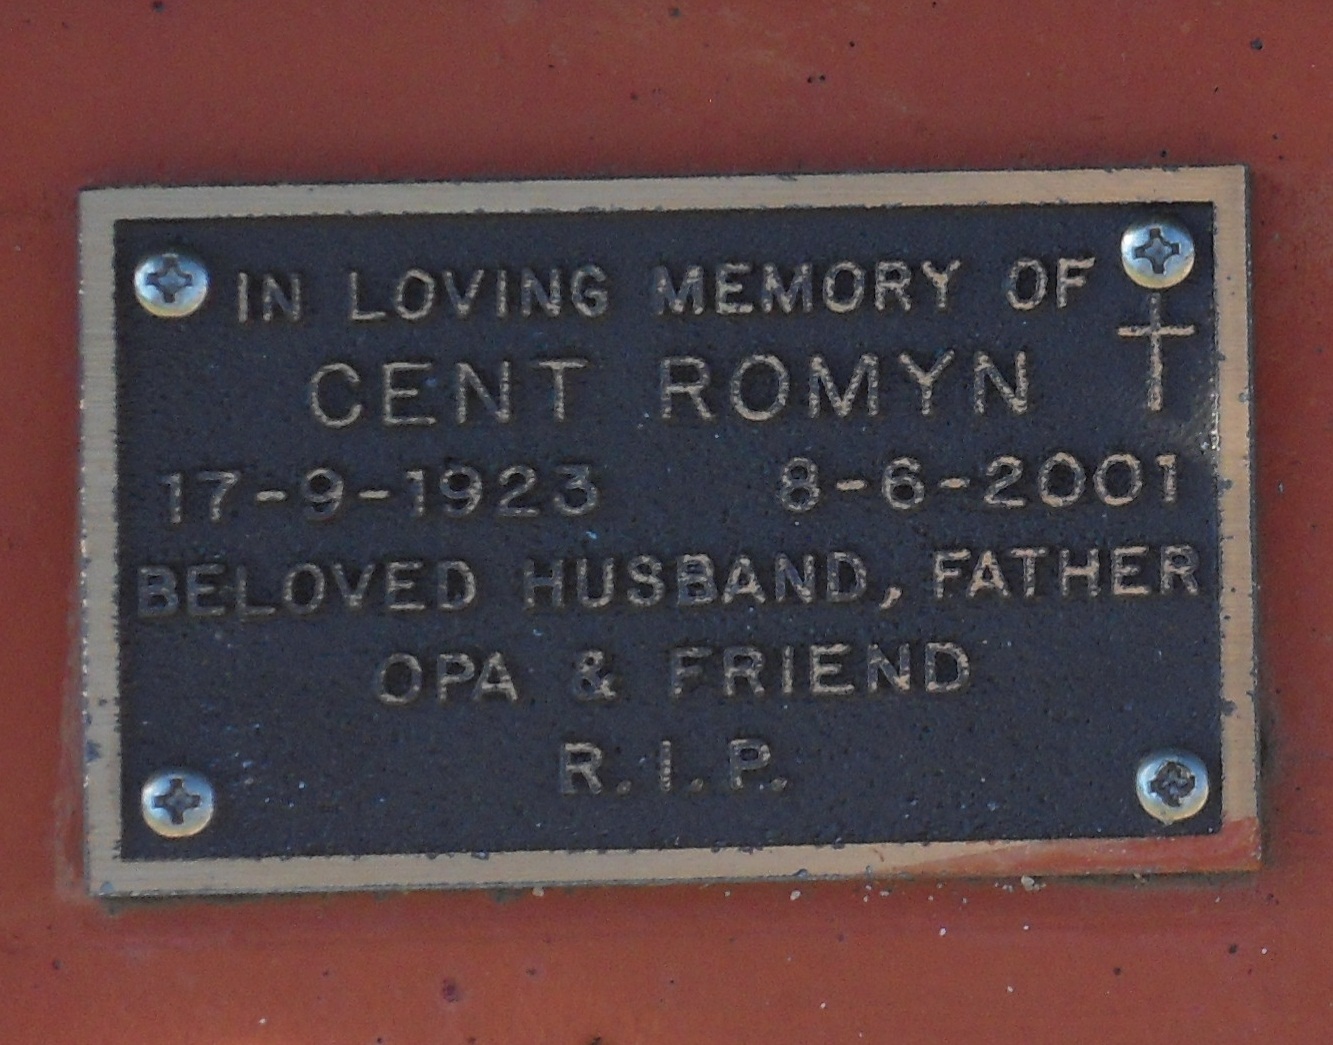 IN LOVING MEMORY OF
CENT ROMYN
17-9-1923 8-6-2001
BELOVED HUSBAND, FATHER
OPA & FRIEND
R.I.P.